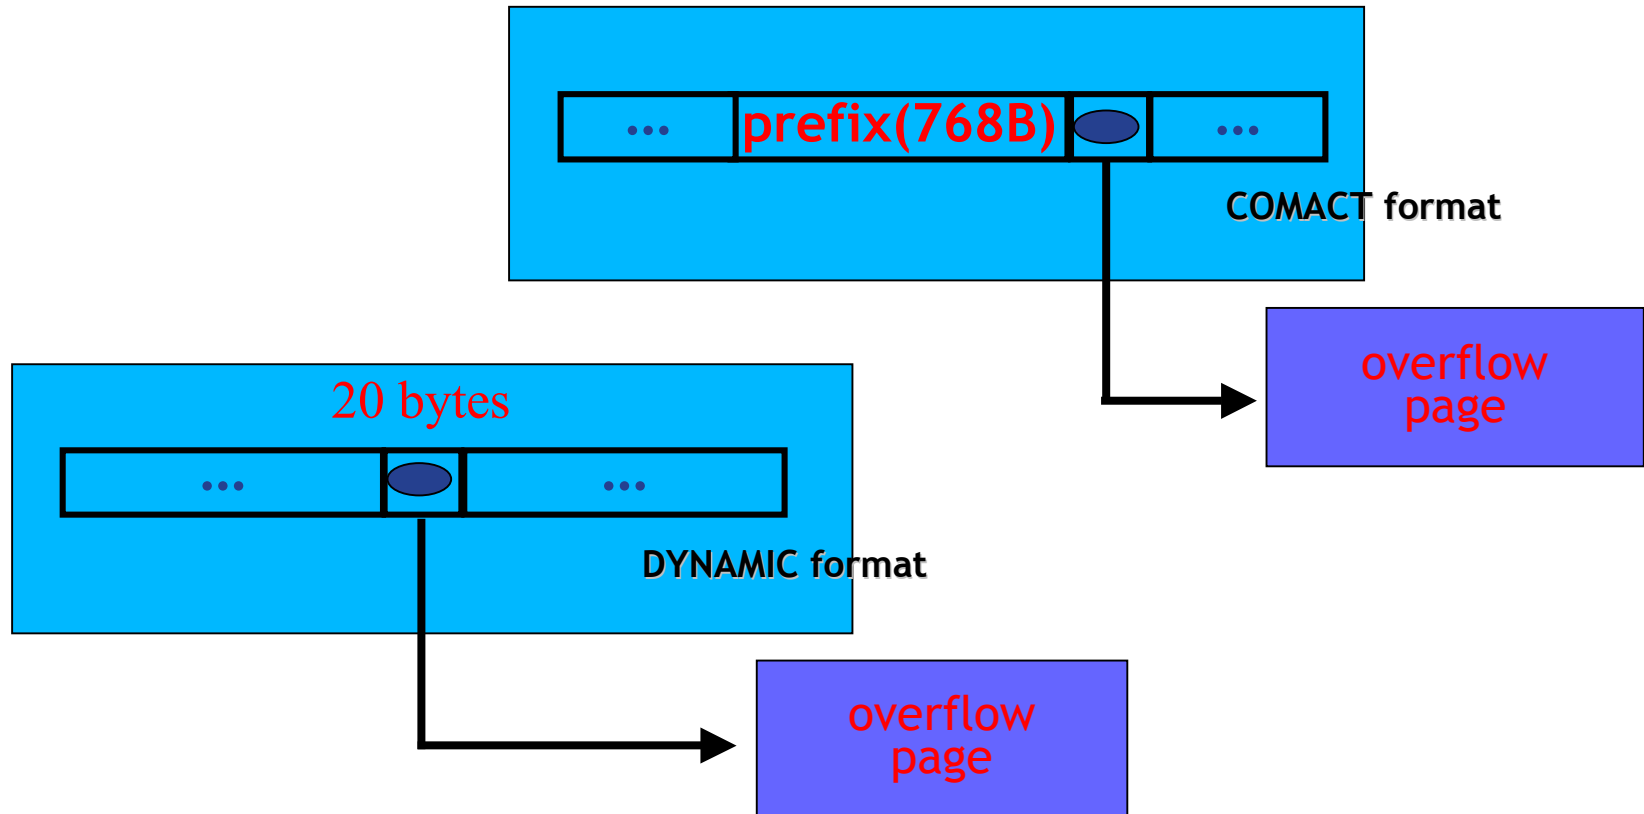 ... prefix(768B) ...
COMACT format
overflow
page
20 bytes
... ...
DYNAMIC format
overflow
page